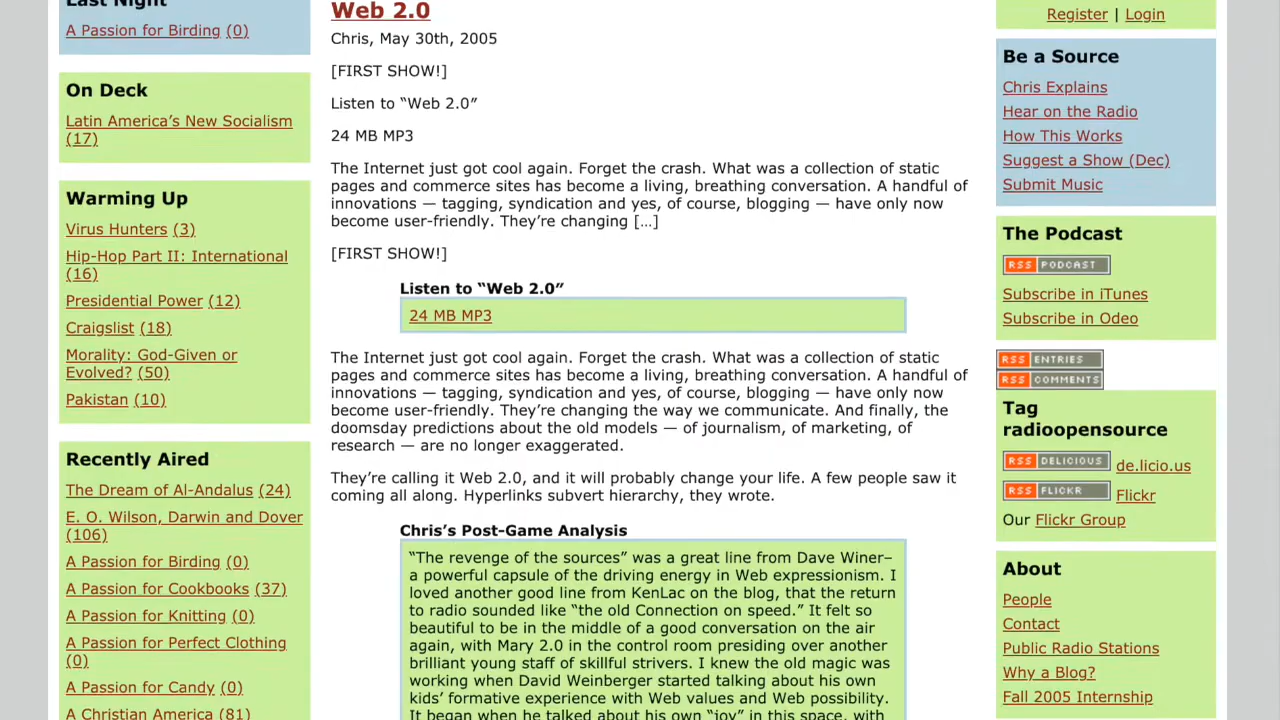 Last Night
A Passion for Birding (0)
On Deck
Latin America's New Socialism
(17)
Warming Up
Virus Hunters (3)
Hip-Hop Part II: International
(16)
Presidential Power (12)
Craigslist (18)
Morality: God-Given or
Evolved? (50)
Pakistan (10)
Recently Aired
The Dream of Al-Andalus (24)
E. O. Wilson, Darwin and Dover
(106)
A Passion for Birding (0)
A Passion for Cookbooks (37)
A Passion for Knitting (0)
A Passion for Perfect Clothing
(0)
A Passion for Candy (0)
A Christian America (81)
Web 2.0
Chris, May 30th, 2005
[FIRST SHOW!]
Listen to “Web 2.0″
24 MB MP3
The Internet just got cool again. Forget the crash. What was a collection of static
pages and commerce sites has become a living, breathing conversation. A handful of
innovations — tagging, syndication and yes, of course, blogging — have only now
become user-friendly. They’re changing […]
[FIRST SHOW!]
Listen to “Web 2.0″
24 MB MP3
The Internet just got cool again. Forget the crash. What was a collection of static
pages and commerce sites has become a living, breathing conversation. A handful of
innovations — tagging, syndication and yes, of course, blogging — have only now
become user-friendly. They’re changing the way we communicate. And finally, the
doomsday predictions about the old models — of journalism, of marketing, of
research — are no longer exaggerated.
They’re calling it Web 2.0, and it will probably change your life. A few people saw it
coming all along. Hyperlinks subvert hierarchy, they wrote.
Chris’s Post-Game Analysis
“The revenge of the sources” was a great line from Dave Winer–
a powerful capsule of the driving energy in Web expressionism. I
loved another good line from KenLac on the blog, that the return
to radio sounded like “the old Connection on speed.” It felt so
beautiful to be in the middle of a good conversation on the air
again, with Mary 2.0 in the control room presiding over another
brilliant young staff of skillful strivers. I knew the old magic was
working when David Weinberger started talking about his own
kids’ formative experience with Web values and Web possibility.
It began when he talked about his own “joy” in this space, with
Register | Login
Be a Source
Chris Explains
Hear on the Radio
How This Works
Suggest a Show (Dec)
Submit Music
The Podcast
RSS PODCAST
Subscribe in iTunes
Subscribe in Odeo
RSS ENTRIES
RSS COMMENTS
Tag
radioopensource
RSS DELICIOUS de.licio.us
RSS FLICKR Flickr
Our Flickr Group
About
People
Contact
Public Radio Stations
Why a Blog?
Fall 2005 Internship